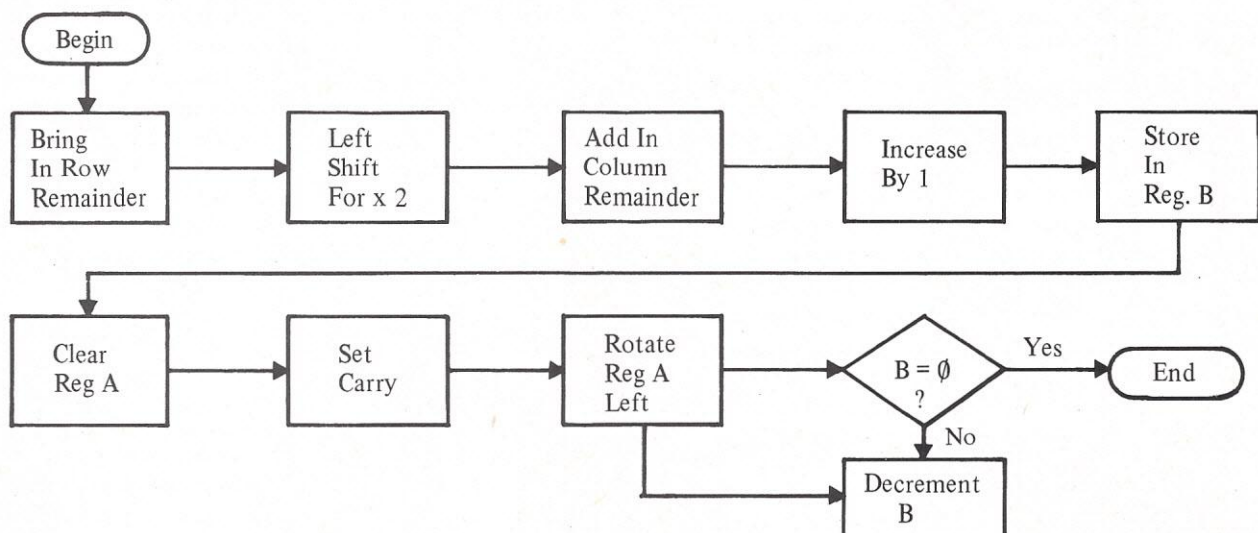 Begin
Bring
In Row
Remainder
Left
Shift
For x 2
Add In
Column
Remainder
Increase
By 1
Store
In
Reg. B
Clear
Reg A
Set
Carry
Rotate
Reg A
Left
B = Ø
?
Yes
End
No
Decrement
B